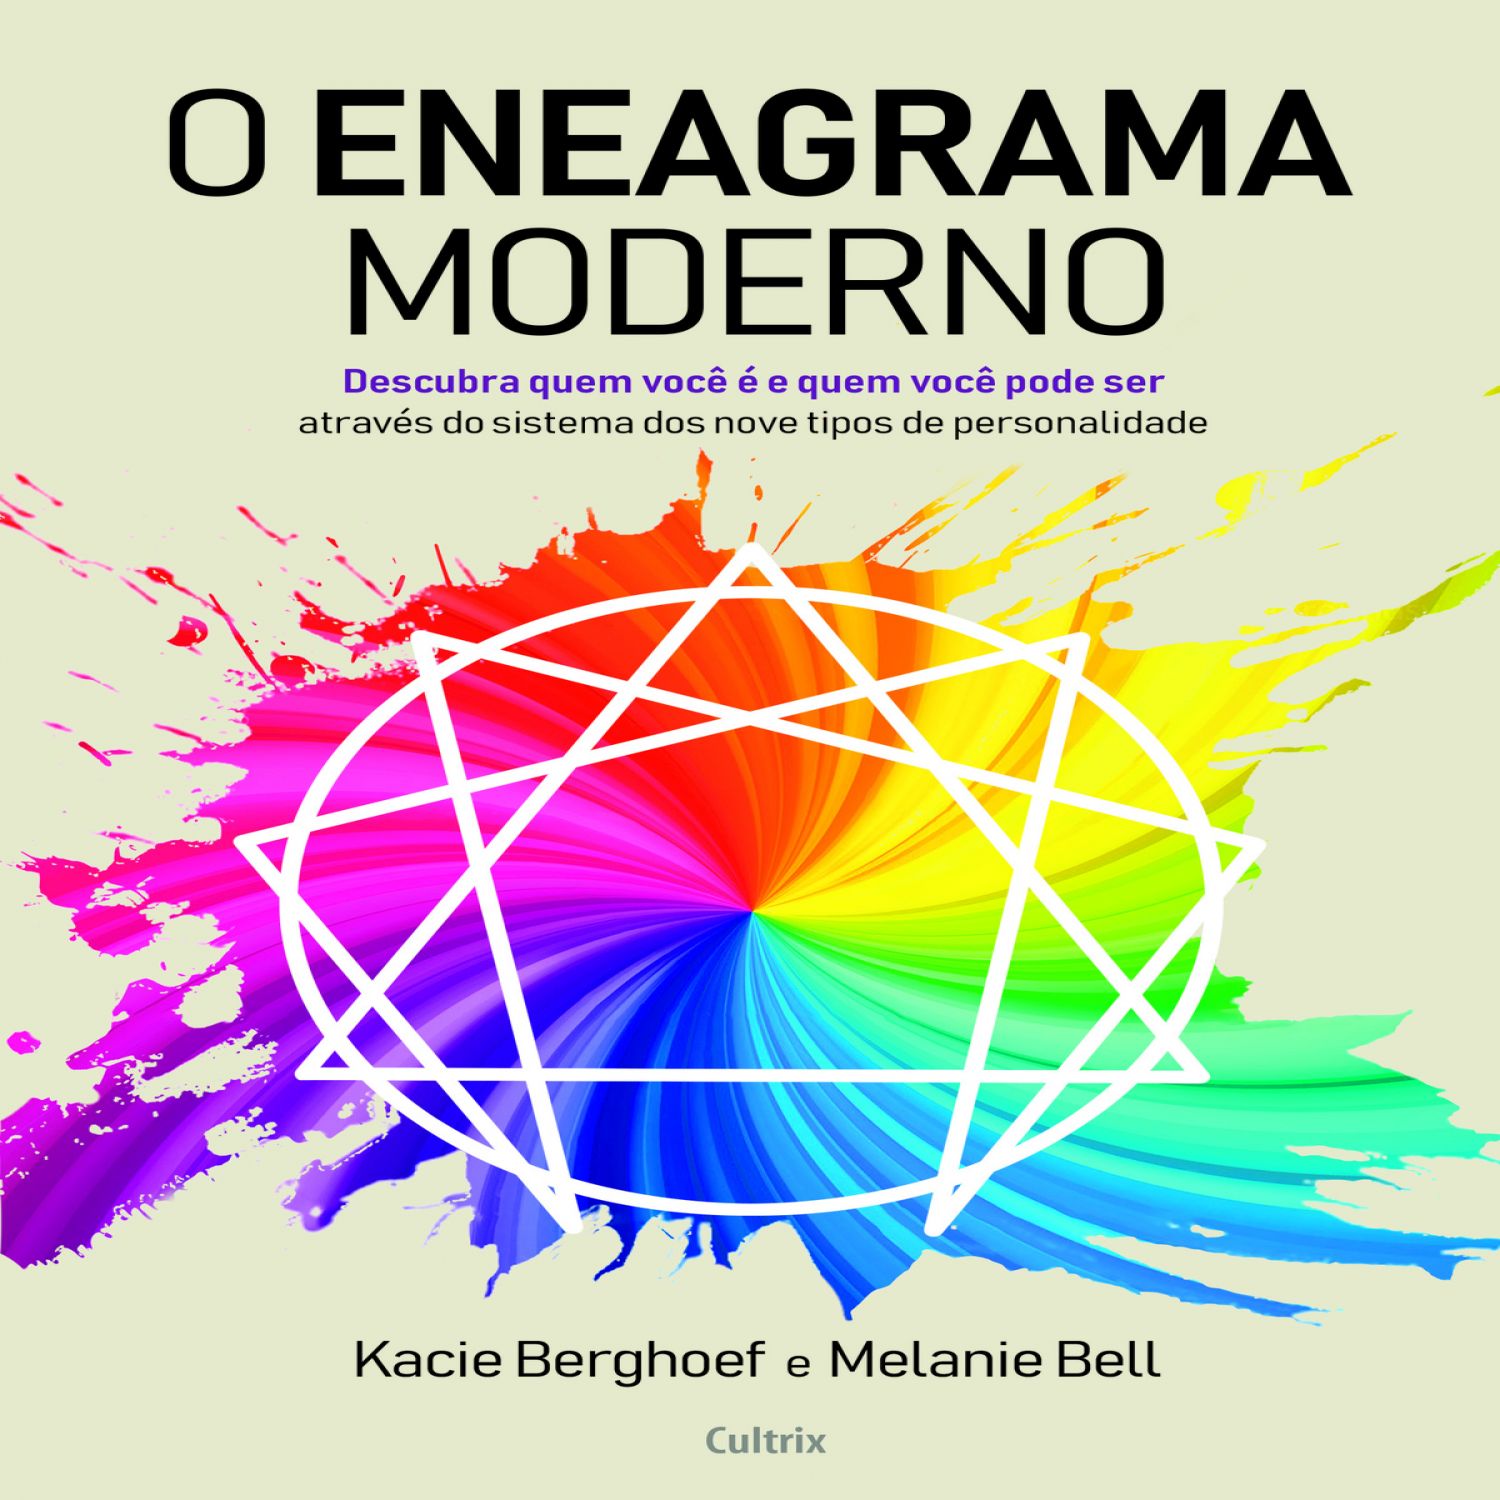 O ENEAGRAMA
MODERNO
Descubra quem você é e quem você pode ser
através do sistema dos nove tipos de personalidade
Kacie Berghoef e Melanie Bell
Cultrix